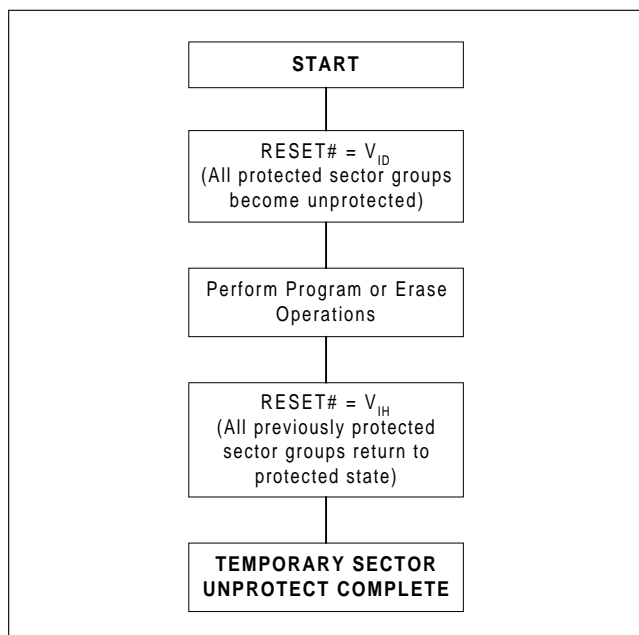 START
RESET# = V_ID
(All protected sector groups
become unprotected)
Perform Program or Erase
Operations
RESET# = V_IH
(All previously protected
sector groups return to
protected state)
TEMPORARY SECTOR
UNPROTECT COMPLETE